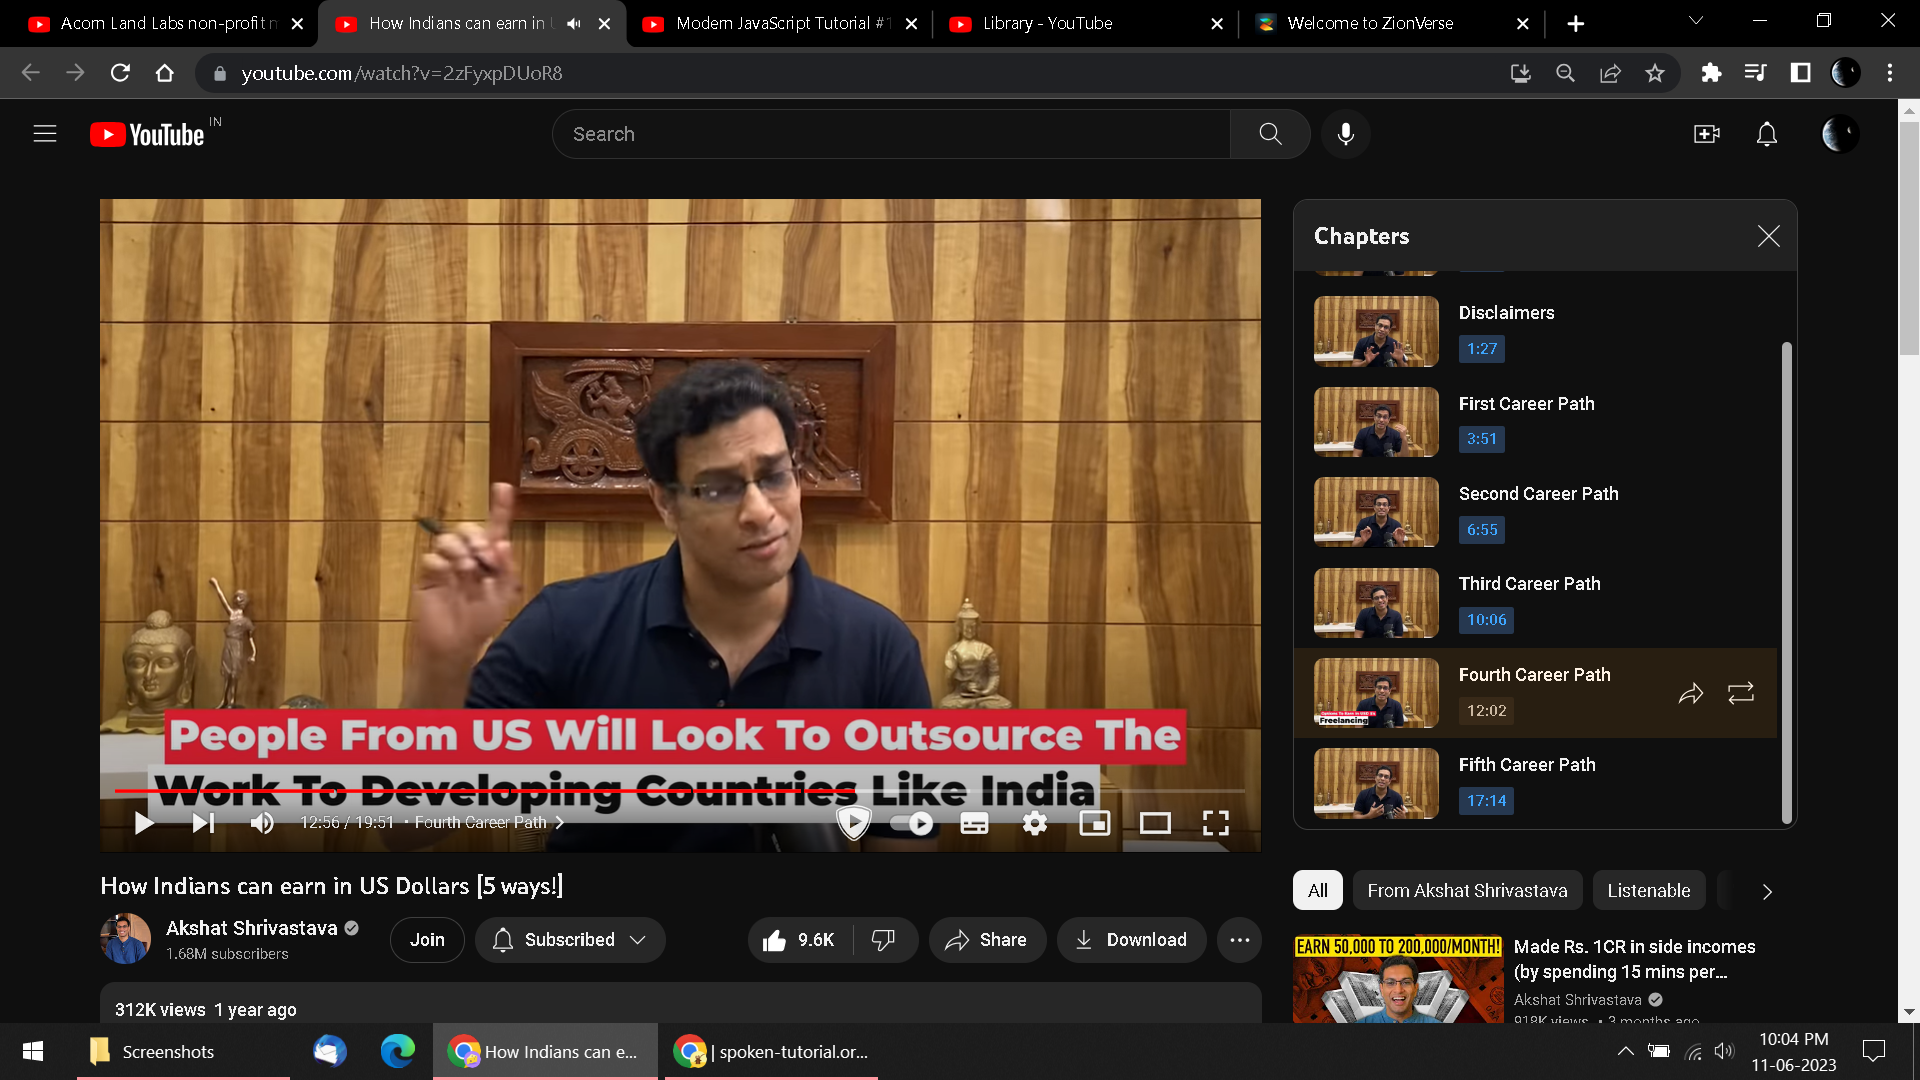 Acorn Land Labs non-profit
How Indians can earn in
Modern JavaScript Tutorial #1
Library - YouTube
Welcome to ZionVerse
youtube.com/watch?v=2zFyxpDUoR8
YouTube IN
Search
Chapters
Disclaimers
1:27
First Career Path
3:51
Second Career Path
6:55
Third Career Path
10:06
Fourth Career Path
12:02
Freelancing
Fifth Career Path
17:14
People From US Will Look To Outsource The
Work To Developing Countries Like India
12:56 / 19:51 • Fourth Career Path
How Indians can earn in US Dollars [5 ways!]
Akshat Shrivastava
1.68M subscribers
Join
Subscribed
9.6K
Share
Download
312K views 1 year ago
All
From Akshat Shrivastava
Listenable
EARN 50,000 TO 200,000/MONTH!
Made Rs. 1CR in side incomes
(by spending 15 mins per...
Akshat Shrivastava
918K views • 3 months ago
Screenshots
How Indians can e...
| spoken-tutorial.or...
10:04 PM
11-06-2023